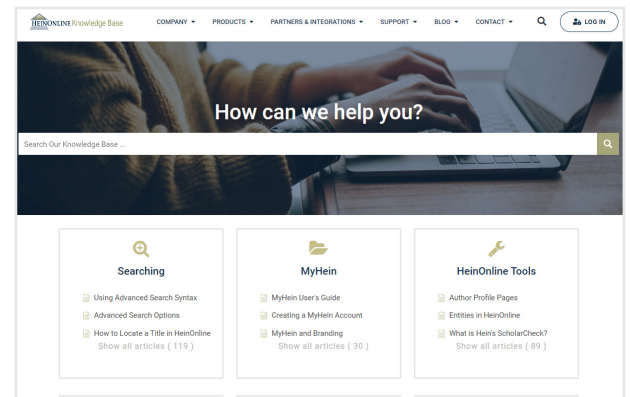 HEINONLINE Knowledge Base
COMPANY
PRODUCTS
PARTNERS & INTEGRATIONS
SUPPORT
BLOG
CONTACT
LOG IN
How can we help you?
Search Our Knowledge Base ...
Searching
Using Advanced Search Syntax
Advanced Search Options
How to Locate a Title in HeinOnline
Show all articles ( 119 )
MyHein
MyHein User's Guide
Creating a MyHein Account
MyHein and Branding
Show all articles ( 30 )
HeinOnline Tools
Author Profile Pages
Entities in HeinOnline
What is Hein's ScholarCheck?
Show all articles ( 89 )